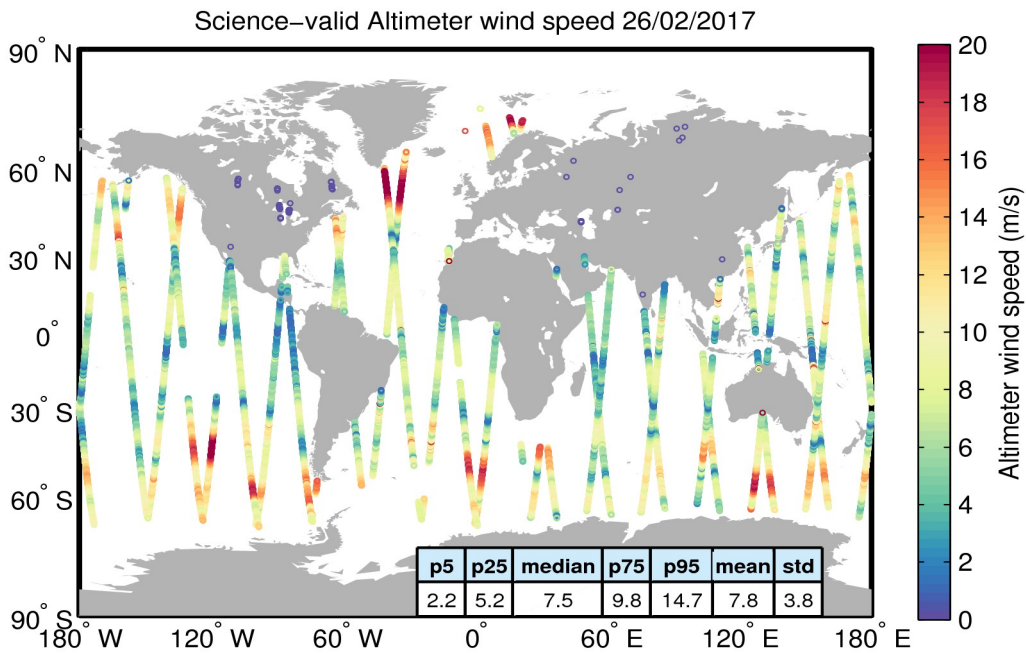 Science−valid Altimeter wind speed 26/02/2017
90° N
60° N
30° N
0°
30° S
60° S
90° S
180° W
120° W
60° W
0°
60° E
120° E
180° E
p5 p25 median p75 p95 mean std
2.2 5.2 7.5 9.8 14.7 7.8 3.8
20
18
16
14
12
10
8
6
4
2
0
Altimeter wind speed (m/s)